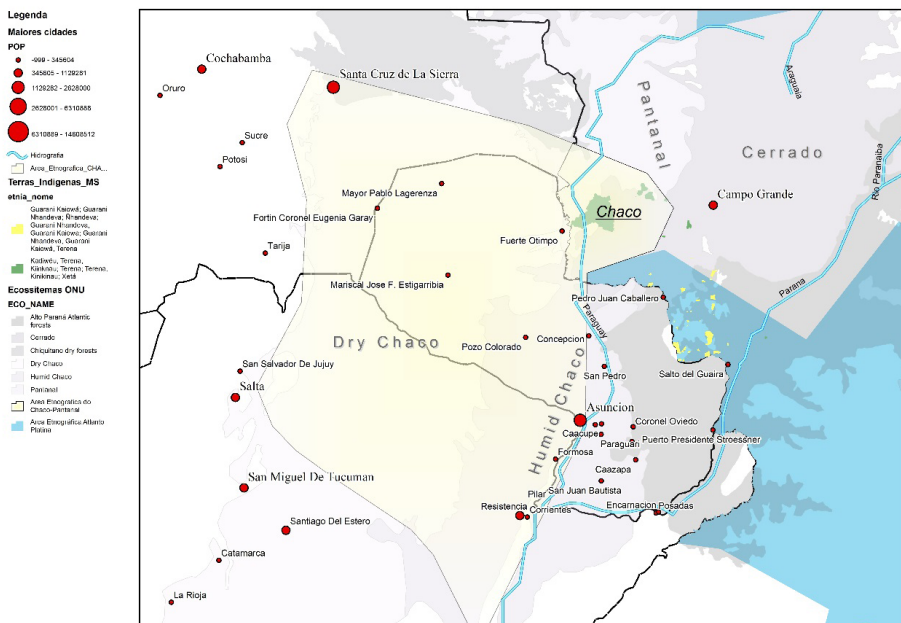 Legenda
Maiores cidades
POP
-999 - 345604
345605 - 1129281
1129282 - 2628000
2628001 - 6310888
6310889 - 14608512
Hidrografia
Area_Etnografica_CHA...
Terras_Indigenas_MS
etnia_nome
Guarani Kaiowá; Guarani
Nhandeva; Ñhandeva;
Guarani Nhandeva,
Guarani Kaiowa; Guarani
Nhandeva, Guarani
Kaiowá, Terena
Kadiwéu, Terena,
Kinikinau; Terena; Terena,
Kinikinau; Xetá
Ecossitemas ONU
ECO_NAME
Alto Paraná Atlantic
forests
Cerrado
Chiquitano dry forests
Dry Chaco
Humid Chaco
Pantanal
Area Etnografica do
Chaco-Pantanal
Area Etnográfica Atlanto
Platina
Cochabamba
Oruro
Santa Cruz de La Sierra
Sucre
Potosi
Pantanal
Araguaia
Cerrado
Rio Paranaiba
Mayor Pablo Lagerenza
Fortin Coronel Eugenia Garay
Chaco
Campo Grande
Fuerte Otimpo
Tarija
Mariscal Jose F. Estigarribia
Pedro Juan Caballero
Parana
Paraguay
Dry Chaco
Pozo Colorado
Concepcion
San Salvador De Jujuy
San Pedro
Salto del Guaira
Salta
Humid Chaco
Asuncion
Coronel Oviedo
Caacupe
Puerto Presidente Stroessner
Paraguari
Formosa
Caazapa
San Miguel De Tucuman
San Juan Bautista
Pilar
Resistencia
Corrientes
Encarnacion
Posadas
Santiago Del Estero
Catamarca
La Rioja